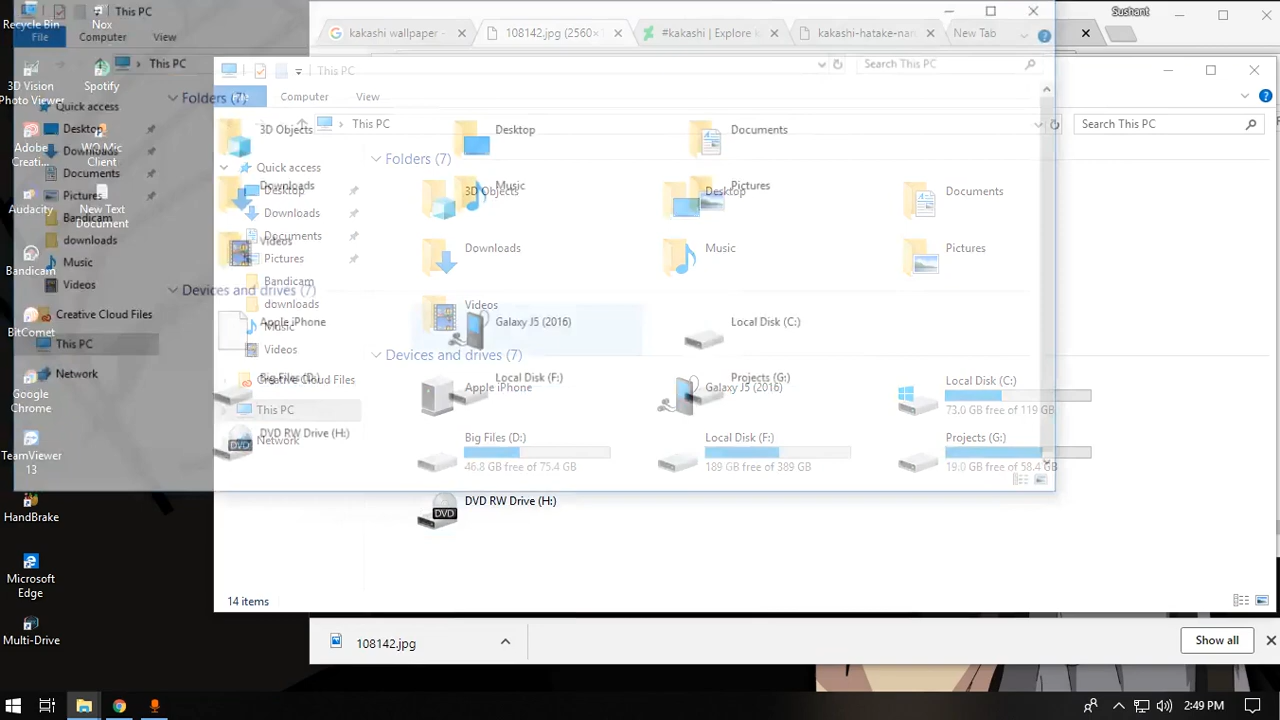 Recycle Bin
Nox
This PC
File
Computer
View
This PC
3D Vision
Photo Viewer
Spotify
Quick access
Desktop
Adobe
Creati...
WO Mic
Client
Downloads
Documents
Pictures
Audacity
New Text
Document
Bandicam
downloads
Bandicam
Music
Videos
Creative Cloud Files
BitComet
This PC
Network
Google
Chrome
TeamViewer
13
HandBrake
Microsoft
Edge
Multi-Drive
kakashi wallpaper -
108142.jpg (2560×
#kakashi | Explore
kakashi-hatake-nar
New Tab
Sushant
This PC
Search This PC
Folders (7)
3D Objects
Desktop
Documents
Downloads
Music
Pictures
Videos
Devices and drives (7)
Apple iPhone
Galaxy J5 (2016)
Local Disk (C:)
Big Files (D:)
Local Disk (F:)
Projects (G:)
DVD RW Drive (H:)
Computer
View
This PC
Search This PC
Quick access
Desktop
Downloads
Documents
Pictures
Bandicam
downloads
Music
Videos
Creative Cloud Files
This PC
Network
Folders (7)
3D Objects
Desktop
Documents
Downloads
Music
Pictures
Videos
Devices and drives (7)
Apple iPhone
Galaxy J5 (2016)
Local Disk (C:)
73.0 GB free of 119 GB
Big Files (D:)
46.8 GB free of 75.4 GB
Local Disk (F:)
189 GB free of 389 GB
Projects (G:)
19.0 GB free of 58.4 GB
DVD RW Drive (H:)
DVD
14 items
108142.jpg
Show all
2:49 PM